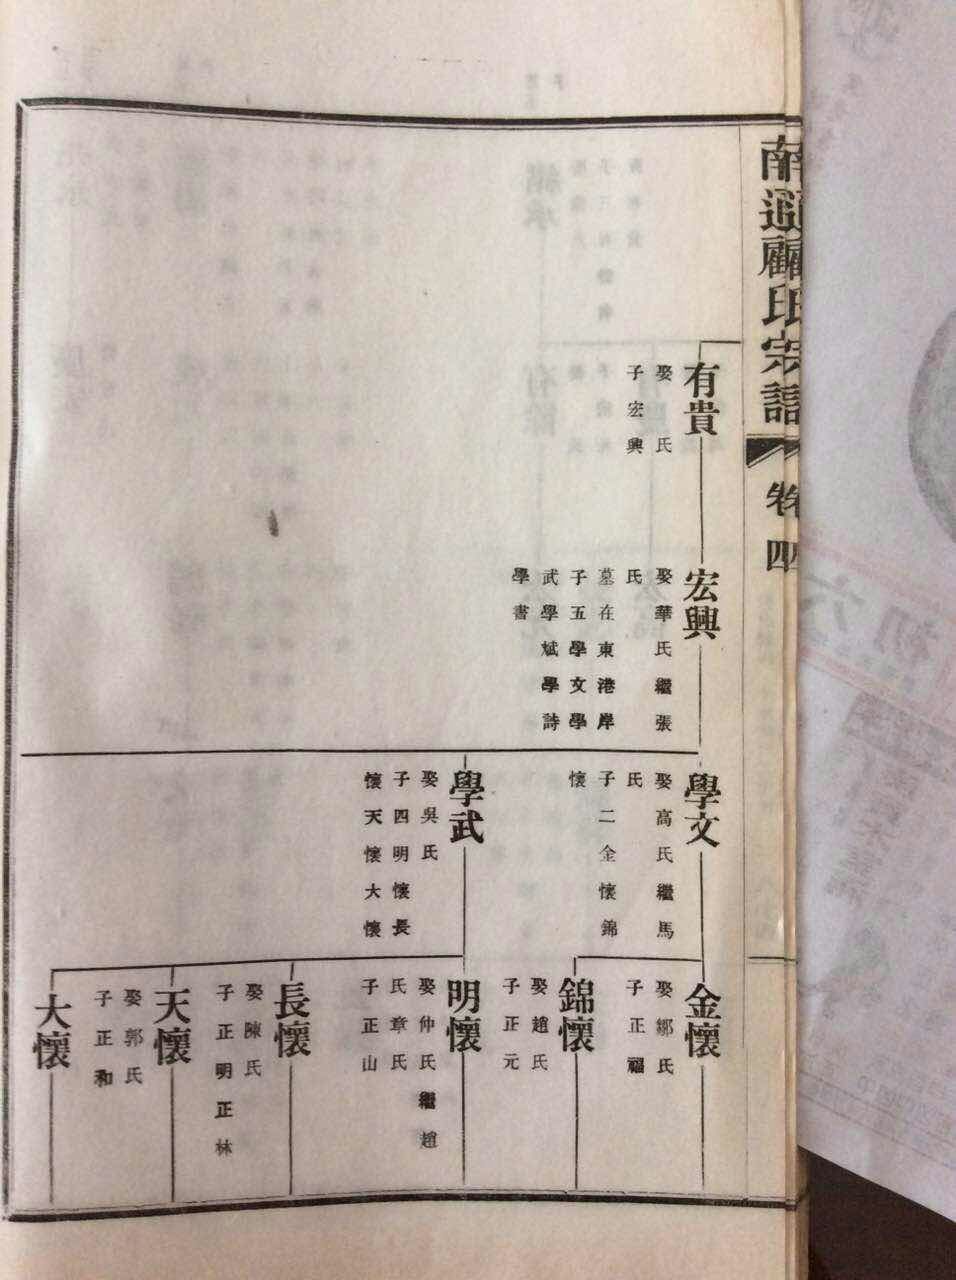 南通顧氏宗譜
卷四
有貴
娶氏
子宏興
宏興
娶華氏繼張
氏
墓在東港岸
子五學文學
武學斌學詩
學書
學文
娶高氏繼馬
氏
子二金懷錦
懷
學武
娶吳氏
子四明懷長
懷天懷大懷
金懷
娶鄒氏
子正福
錦懷
娶趙氏
子正元
明懷
娶仲氏繼趙
氏章氏
子正山
長懷
娶陳氏
子正明正林
天懷
娶郭氏
子正和
大懷
初六